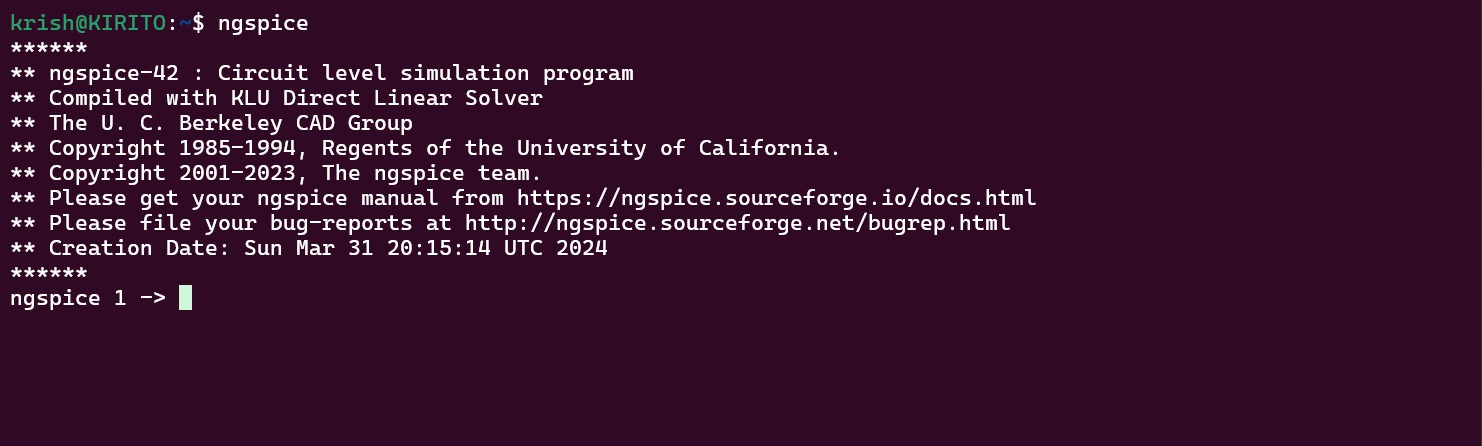 krish@KIRITO:~$ ngspice
******
** ngspice-42 : Circuit level simulation program
** Compiled with KLU Direct Linear Solver
** The U. C. Berkeley CAD Group
** Copyright 1985-1994, Regents of the University of California.
** Copyright 2001-2023, The ngspice team.
** Please get your ngspice manual from https://ngspice.sourceforge.io/docs.html
** Please file your bug-reports at http://ngspice.sourceforge.net/bugrep.html
** Creation Date: Sun Mar 31 20:15:14 UTC 2024
******
ngspice 1 ->